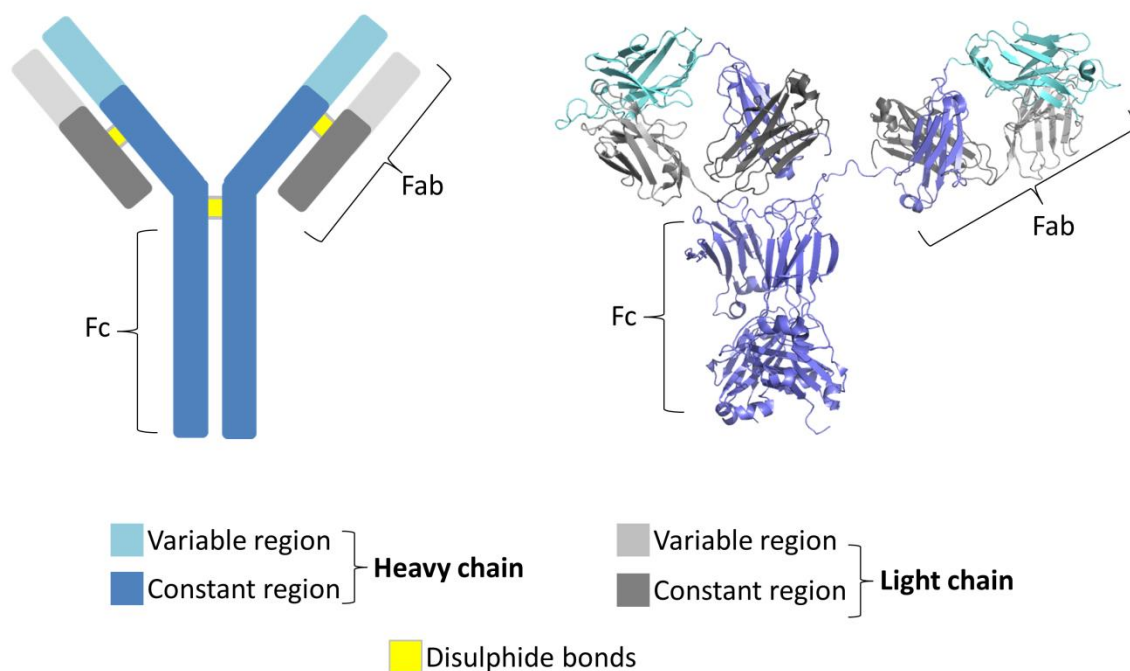 Fab
Fc
Fab
Fc
Variable region
Constant region
Heavy chain
Variable region
Constant region
Light chain
Disulphide bonds